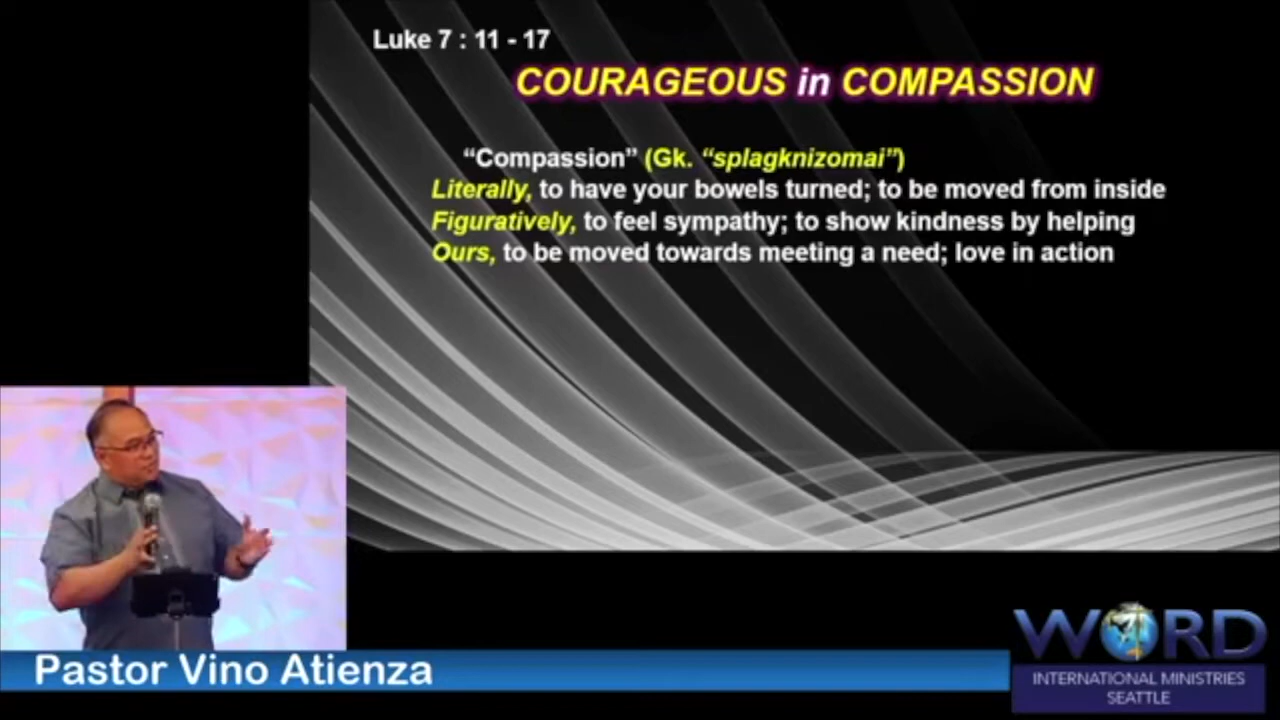 Luke 7 : 11 - 17
COURAGEOUS in COMPASSION
“Compassion” (Gk. “splagknizomai”)
Literally, to have your bowels turned; to be moved from inside
Figuratively, to feel sympathy; to show kindness by helping
Ours, to be moved towards meeting a need; love in action
Pastor Vino Atienza
WORD
INTERNATIONAL MINISTRIES
SEATTLE